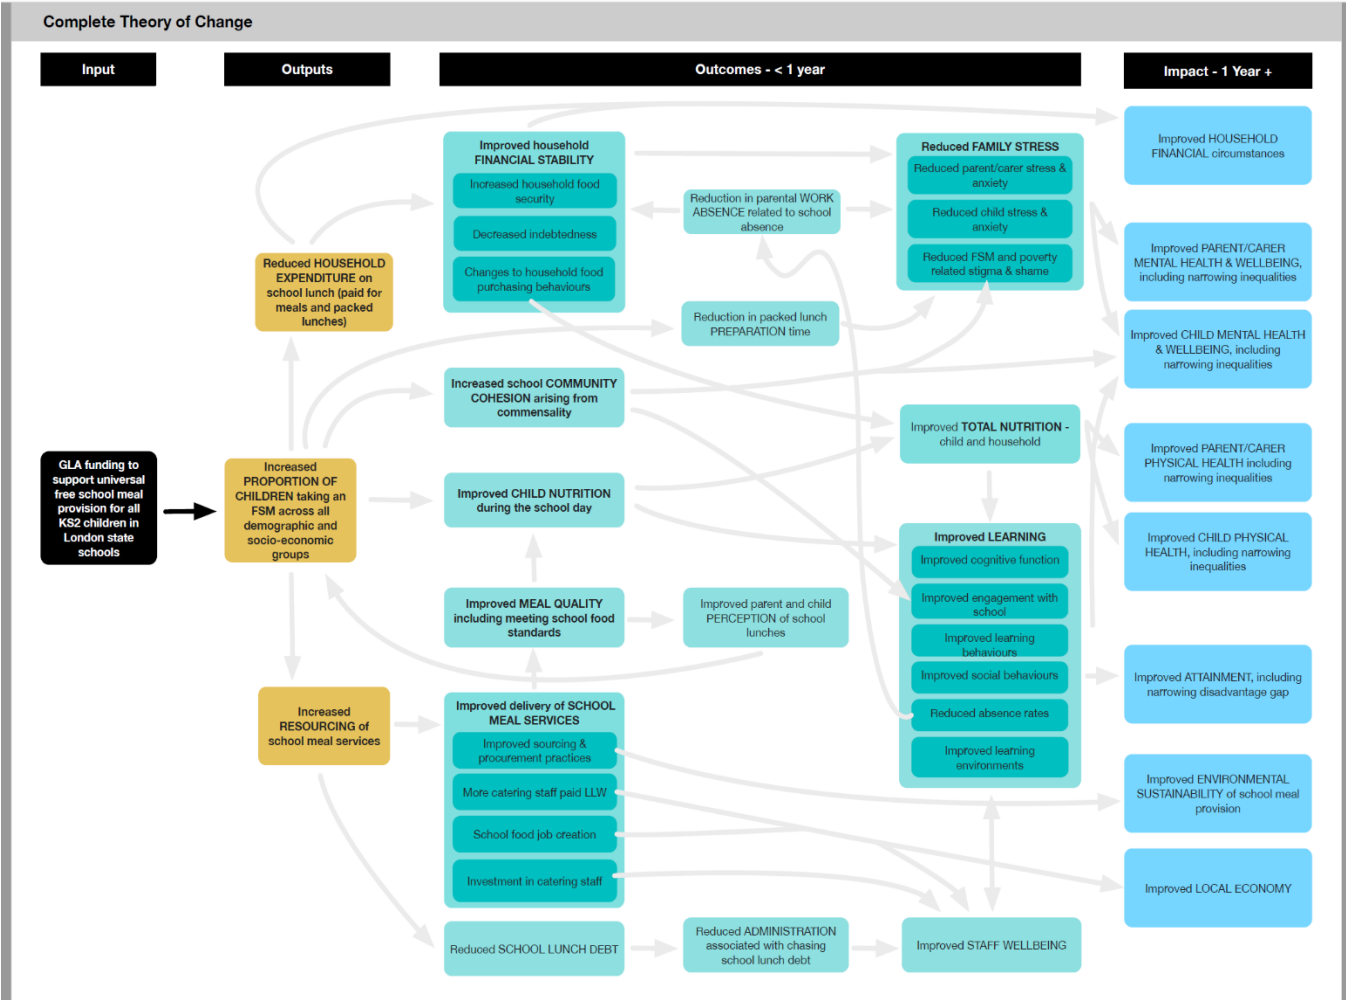 Complete Theory of Change
Input
Outputs
Outcomes - < 1 year
Impact - 1 Year +
GLA funding to
support universal
free school meal
provision for all
KS2 children in
London state
schools
Reduced HOUSEHOLD
EXPENDITURE on
school lunch (paid for
meals and packed
lunches)
Increased
PROPORTION OF
CHILDREN taking an
FSM across all
demographic and
socio-economic
groups
Increased
RESOURCING of
school meal services
Improved household
FINANCIAL STABILITY
Increased household food
security
Decreased indebtedness
Changes to household food
purchasing behaviours
Increased school COMMUNITY
COHESION arising from
commensality
Improved CHILD NUTRITION
during the school day
Improved MEAL QUALITY
including meeting school food
standards
Improved delivery of SCHOOL
MEAL SERVICES
Improved sourcing &
procurement practices
More catering staff paid LLW
School food job creation
Investment in catering staff
Reduced SCHOOL LUNCH DEBT
Reduction in parental WORK
ABSENCE related to school
absence
Reduction in packed lunch
PREPARATION time
Improved parent and child
PERCEPTION of school
lunches
Reduced ADMINISTRATION
associated with chasing
school lunch debt
Reduced FAMILY STRESS
Reduced parent/carer stress &
anxiety
Reduced child stress &
anxiety
Reduced FSM and poverty
related stigma & shame
Improved TOTAL NUTRITION -
child and household
Improved LEARNING
Improved cognitive function
Improved engagement with
school
Improved learning
behaviours
Improved social behaviours
Reduced absence rates
Improved learning
environments
Improved STAFF WELLBEING
Improved HOUSEHOLD
FINANCIAL circumstances
Improved PARENT/CARER
MENTAL HEALTH & WELLBEING,
including narrowing inequalities
Improved CHILD MENTAL HEALTH
& WELLBEING, including
narrowing inequalities
Improved PARENT/CARER
PHYSICAL HEALTH including
narrowing inequalities
Improved CHILD PHYSICAL
HEALTH, including narrowing
inequalities
Improved ATTAINMENT, including
narrowing disadvantage gap
Improved ENVIRONMENTAL
SUSTAINABILITY of school meal
provision
Improved LOCAL ECONOMY